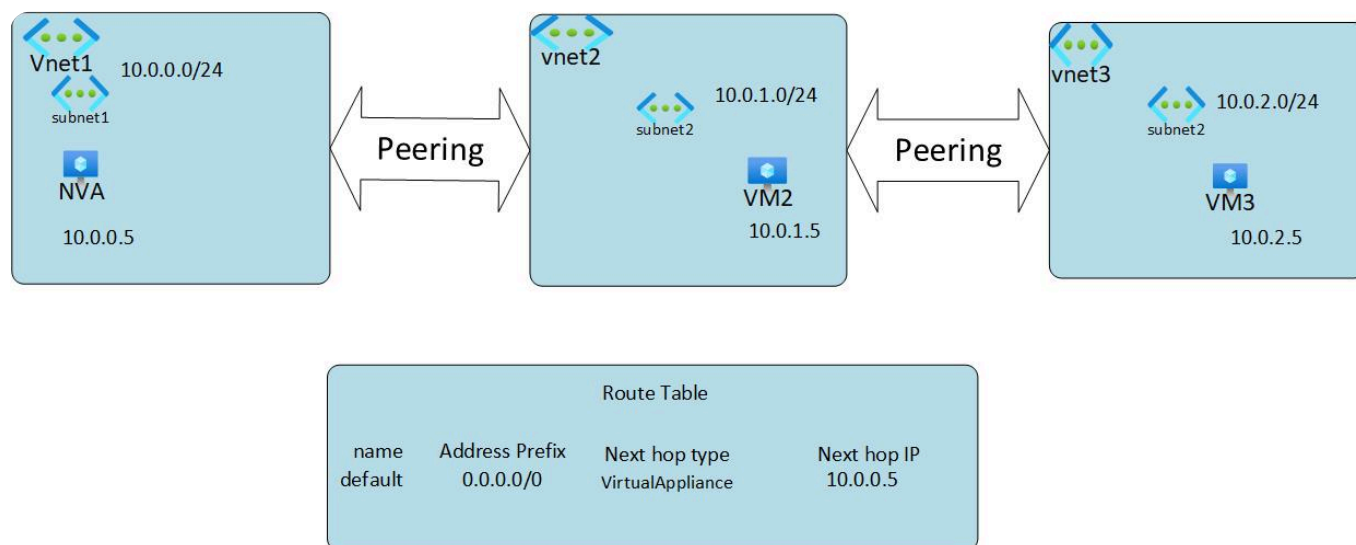 Vnet1
10.0.0.0/24
subnet1
NVA
10.0.0.5
Peering
vnet2
10.0.1.0/24
subnet2
VM2
10.0.1.5
Peering
vnet3
10.0.2.0/24
subnet2
VM3
10.0.2.5
Route Table
name Address Prefix Next hop type Next hop IP
default 0.0.0.0/0 VirtualAppliance 10.0.0.5